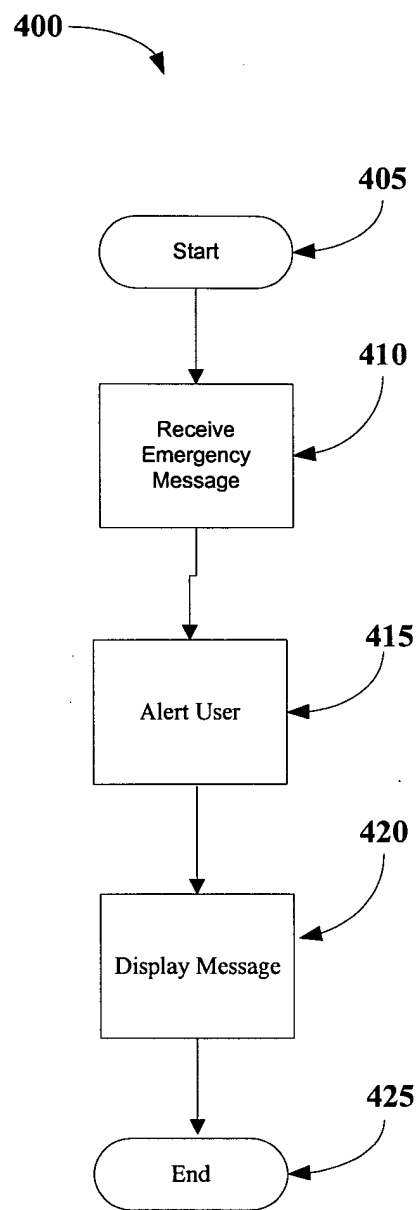 400
405
Start
410
Receive
Emergency
Message
415
Alert User
420
Display Message
425
End